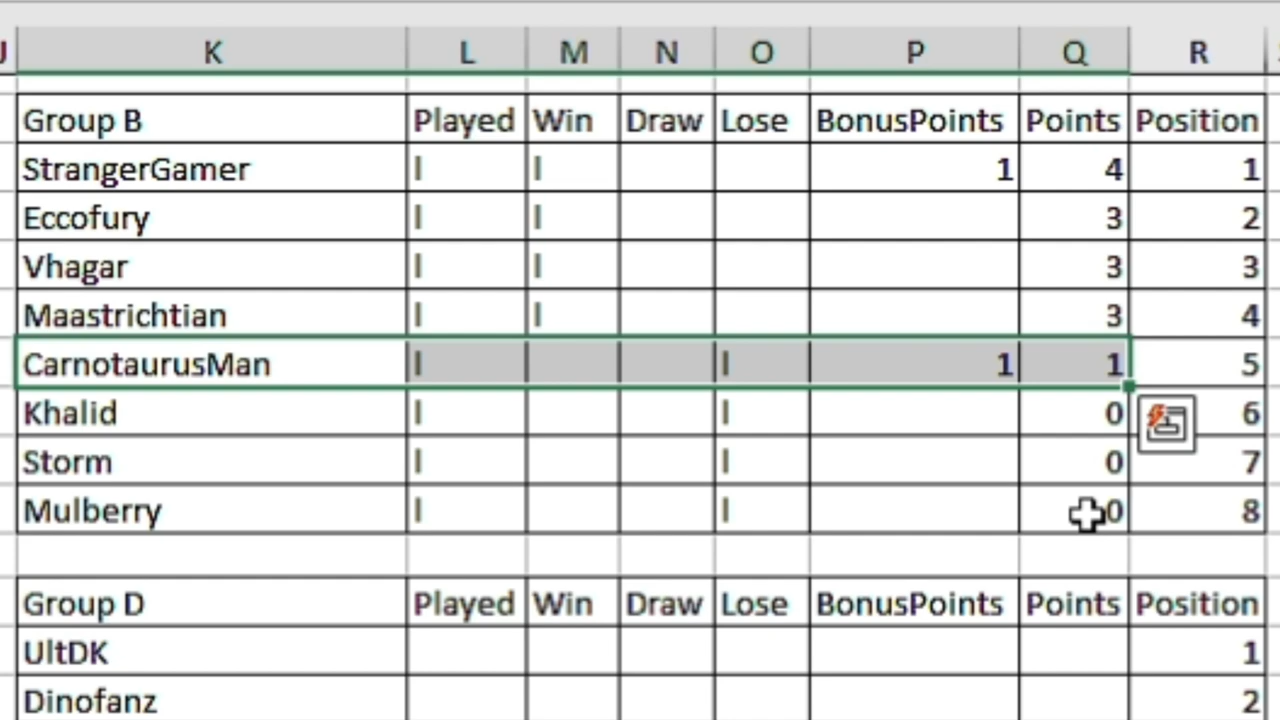 K L M N O P Q R
Group B Played Win Draw Lose BonusPoints Points Position
StrangerGamer I I 1 4 1
Eccofury I I 3 2
Vhagar I I 3 3
Maastrichtian I I 3 4
CarnotaurusMan I I 1 1 5
Khalid I I 0 6
Storm I I 0 7
Mulberry I I 0 8
Group D Played Win Draw Lose BonusPoints Points Position
UltDK 1
Dinofanz 2